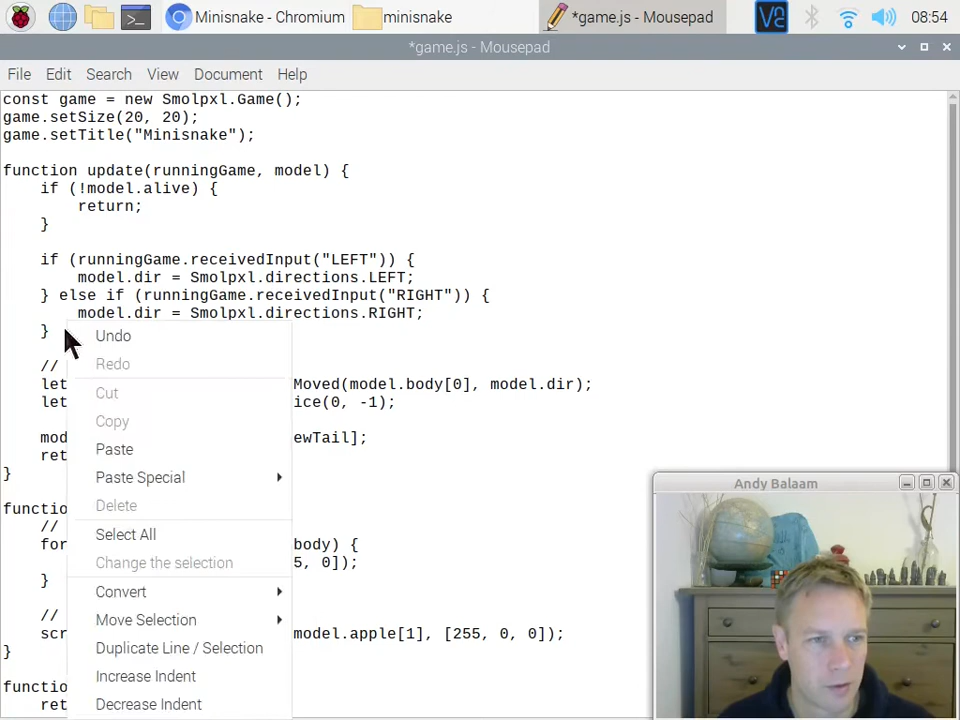 Minisnake - Chromium
minisnake
*game.js - Mousepad
08:54
*game.js - Mousepad
File Edit Search View Document Help
const game = new Smolpxl.Game();
game.setSize(20, 20);
game.setTitle("Minisnake");
function update(runningGame, model) {
if (!model.alive) {
return;
}
if (runningGame.receivedInput("LEFT")) {
model.dir = Smolpxl.directions.LEFT;
} else if (runningGame.receivedInput("RIGHT")) {
model.dir = Smolpxl.directions.RIGHT;
}
Undo
//
Redo
let Moved(model.body[0], model.dir);
Cut
let ice(0, -1);
Copy
mod ewTail];
Paste
ret
}
Paste Special
functio
Delete
//
Select All
for body) {
Change the selection
5, 0]);
}
Convert
//
Move Selection
scr model.apple[1], [255, 0, 0]);
}
Duplicate Line / Selection
Increase Indent
functio
ret
Decrease Indent
Andy Balaam